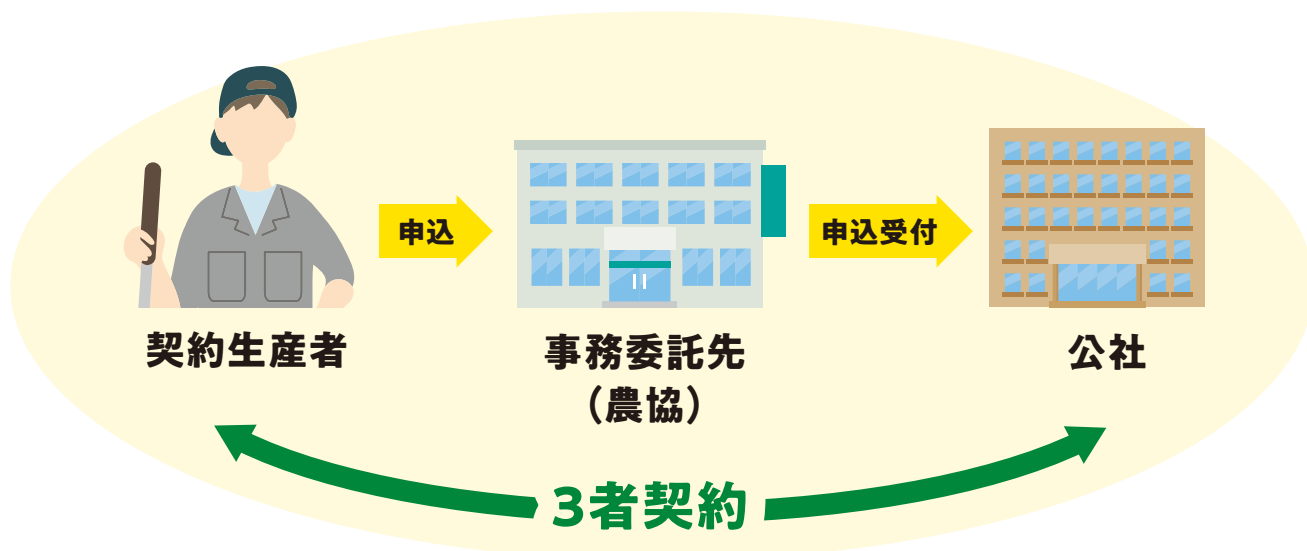 申込
申込受付
契約生産者
事務委託先
（農協）
公社
3者契約